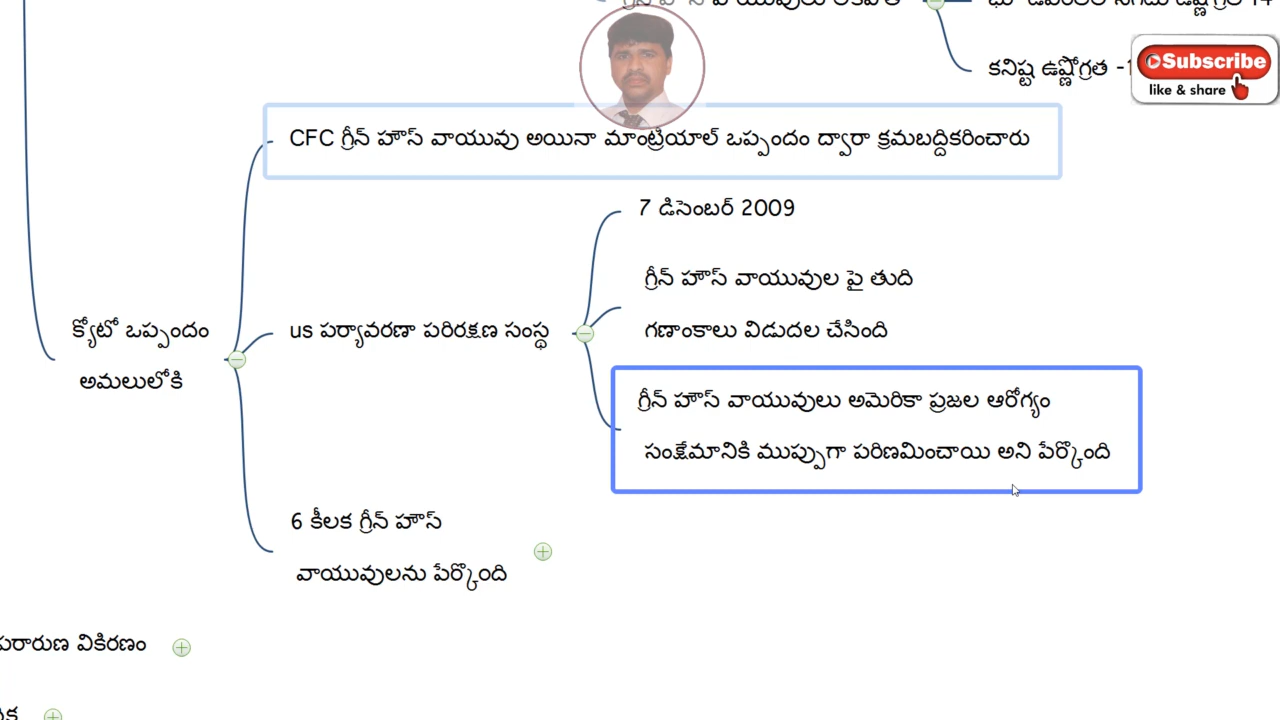 కనిష్ట ఉష్ణోగ్రత
Subscribe
like & share
CFC గ్రీన్ హౌస్ వాయువు అయినా మాంట్రియాల్ ఒప్పందం ద్వారా క్రమబద్దికరించారు
7 డిసెంబర్ 2009
గ్రీన్ హౌస్ వాయువుల పై తుది
గణాంకాలు విడుదల చేసింది
క్యోటో ఒప్పందం
అమలులోకి
us పర్యావరణా పరిరక్షణ సంస్థ
గ్రీన్ హౌస్ వాయువులు అమెరికా ప్రజల ఆరోగ్యం
సంక్షేమానికి ముప్పుగా పరిణమించాయి అని పేర్కొంది
6 కీలక గ్రీన్ హౌస్
వాయువులను పేర్కొంది
వికిరణం